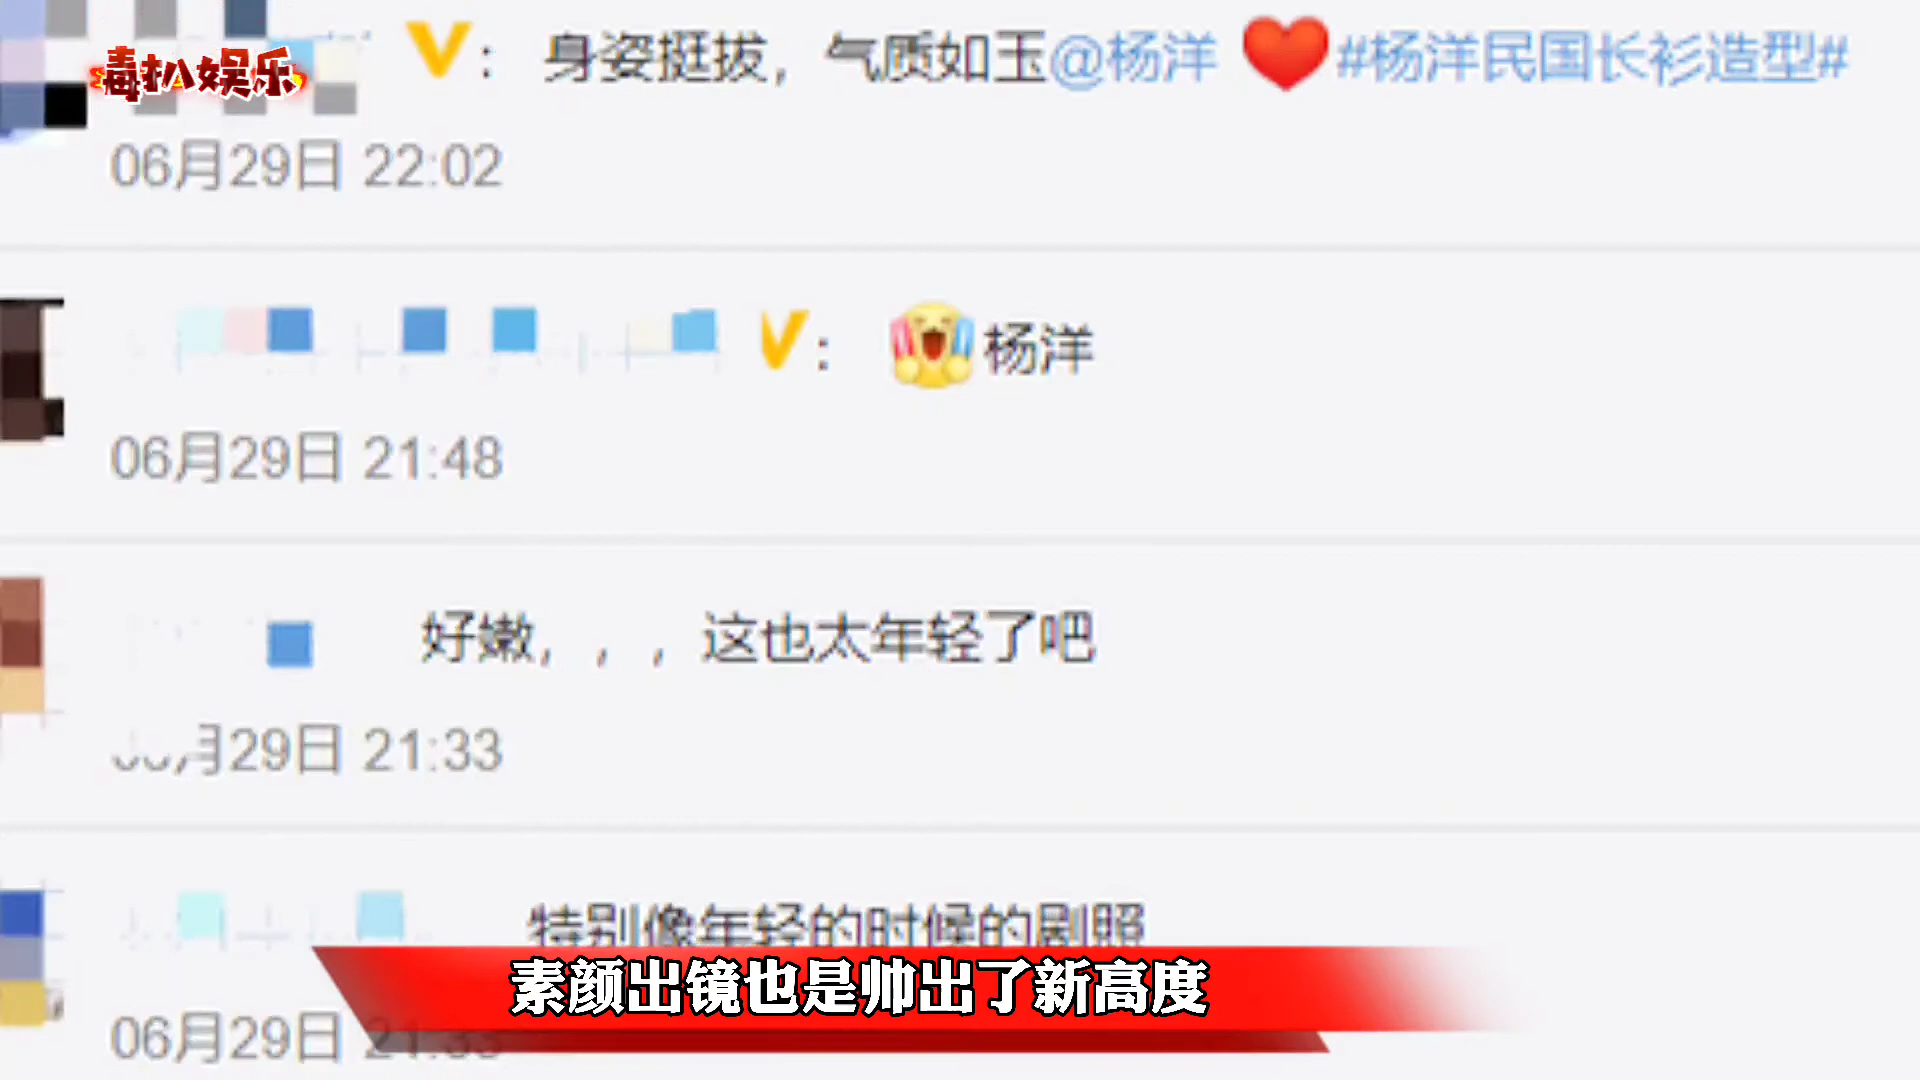 毒扒娱乐
V： 身姿挺拔，气质如玉@杨洋 ❤️#杨洋民国长衫造型#
06月29日 22:02
V： 杨洋
06月29日 21:48
好嫩，，，这也太年轻了吧
月29日 21:33
特别像年轻的时候的剧照
素颜出镜也是帅出了新高度
06月29日 21:33